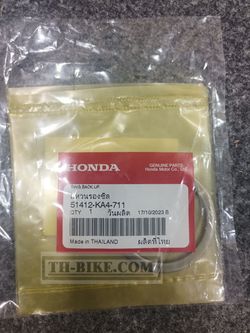 HONDA
GENUINE PARTS
Honda Motor Co., Ltd.
RING BACK UP
แหวนรองซีล
51412-KA4-711
QTY 1 วันผลิต 17/10/2023 B
Made in THAILAND ผลิตที่ไทย
TH-BIKE.COM